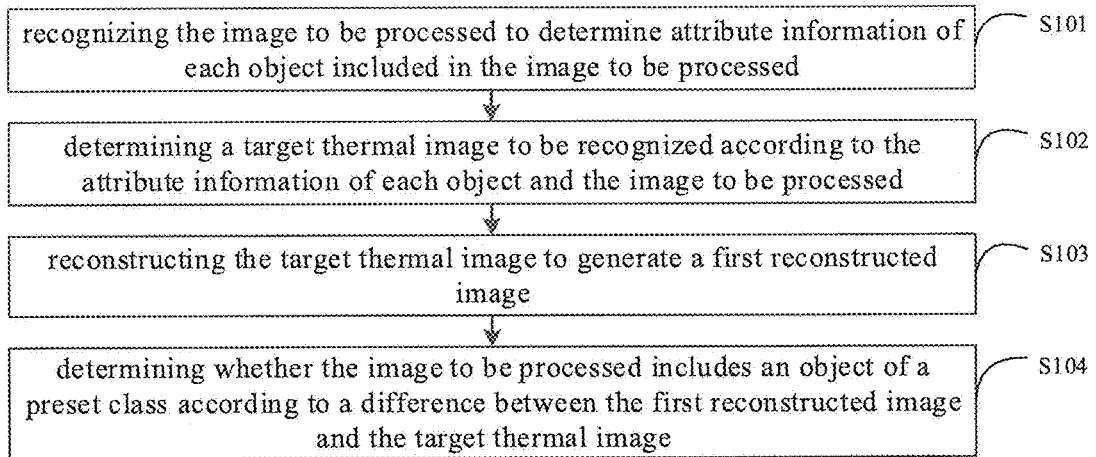 recognizing the image to be processed to determine attribute information of
each object included in the image to be processed
S101
determining a target thermal image to be recognized according to the
attribute information of each object and the image to be processed
S102
reconstructing the target thermal image to generate a first reconstructed
image
S103
determining whether the image to be processed includes an object of a
preset class according to a difference between the first reconstructed image
and the target thermal image
S104